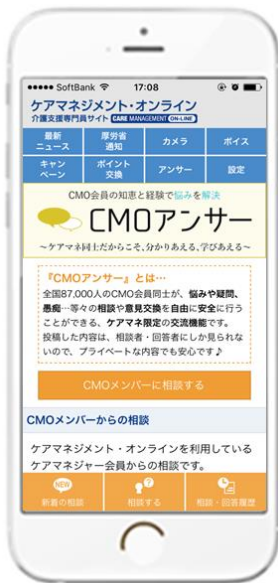 ●●●●● SoftBank 17:08
ケアマネジメント・オンライン
介護支援専門員サイト CARE MANAGEMENT ON-LINE
最新
ニュース
厚労省
通知
カメラ
ボイス
キャン
ペーン
ポイント
交換
アンサー
設定
CMO会員の知恵と経験で悩みを解決
CMOアンサー
~ケアマネ同士だからこそ、分かりあえる、学びあえる~
『CMOアンサー』とは…
全国87,000人のCMO会員同士が、悩みや疑問、
愚痴…等々の相談や意見交換を自由に安全に行う
ことができる、ケアマネ限定の交流機能です。
投稿した内容は、相談者・回答者にしか見られな
いので、プライベートな内容でも安心です♪
CMOメンバーに相談する
CMOメンバーからの相談
ケアマネジメント・オンラインを利用している
ケアマネジャー会員からの相談です。
NEW
新着の相談
相談する
相談・回答履歴